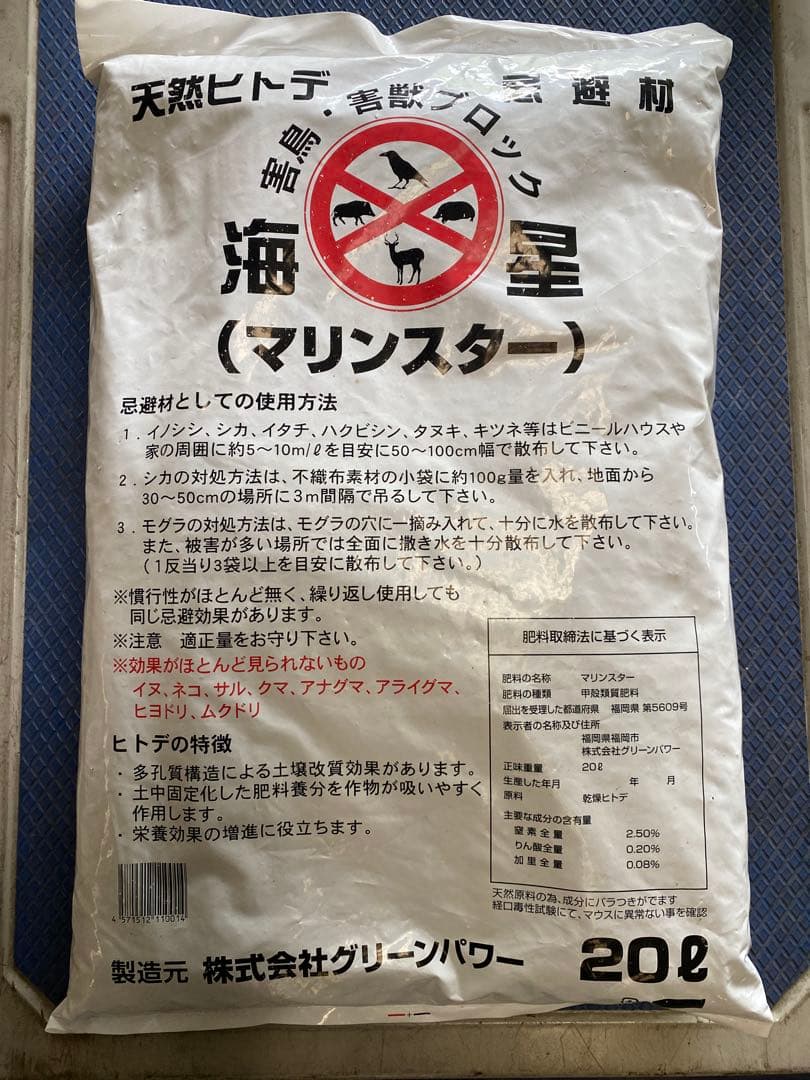 天然ヒトデ 忌避材
害鳥・害獣ブロック
海星
(マリンスター)
忌避材としての使用方法
1．イノシシ、シカ、イタチ、ハクビシン、タヌキ、キツネ等はビニールハウスや
家の周囲に約5～10m/ℓを目安に50～100cm幅で散布して下さい。
2．シカの対処方法は、不織布素材の小袋に約100g量を入れ、地面から
30～50cmの場所に3m間隔で吊るして下さい。
3．モグラの対処方法は、モグラの穴に一摘み入れて、十分に水を散布して下さい。
また、被害が多い場所では全面に撒き水を十分散布して下さい。
（1反当り3袋以上を目安に散布して下さい。）
※慣行性がほとんど無く、繰り返し使用しても
同じ忌避効果があります。
※注意 適正量をお守り下さい。
※効果がほとんど見られないもの
イヌ、ネコ、サル、クマ、アナグマ、アライグマ、
ヒヨドリ、ムクドリ
ヒトデの特徴
・多孔質構造による土壌改質効果があります。
・土中固定化した肥料養分を作物が吸いやすく
作用します。
・栄養効果の増進に役立ちます。
肥料取締法に基づく表示
肥料の名称 マリンスター
肥料の種類 甲殻類質肥料
届出を受理した都道府県 福岡県 第5609号
表示者の名称及び住所
福岡県福岡市
株式会社グリーンパワー
正味重量 20ℓ
生産した年月 年 月
原料 乾燥ヒトデ
主要な成分の含有量
窒素全量 2.50%
りん酸全量 0.20%
加里全量 0.08%
天然原料の為、成分にバラつきがでます
経口毒性試験にて、マウスに異常ない事を確認
4 571512 110014
製造元 株式会社グリーンパワー 20ℓ